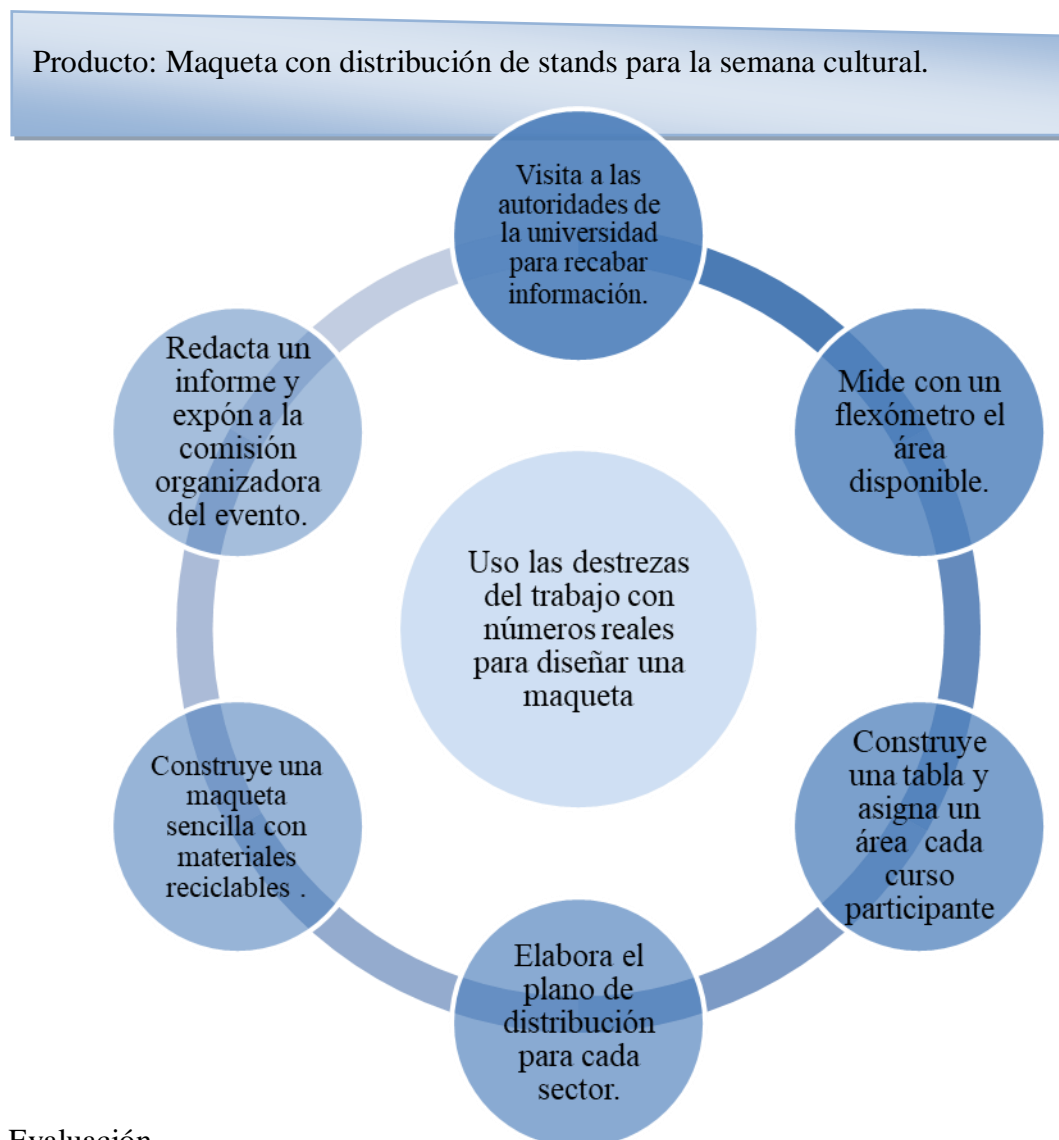 Producto: Maqueta con distribución de stands para la semana cultural.
Visita a las
autoridades de
la universidad
para recabar
información.
Mide con un
flexómetro el
área
disponible.
Construye
una tabla y
asigna un
área cada
curso
participante
Elabora el
plano de
distribución
para cada
sector.
Construye una
maqueta
sencilla con
materiales
reciclables .
Redacta un
informe y
expón a la
comisión
organizadora
del evento.
Uso las destrezas
del trabajo con
números reales
para diseñar una
maqueta
Evaluación